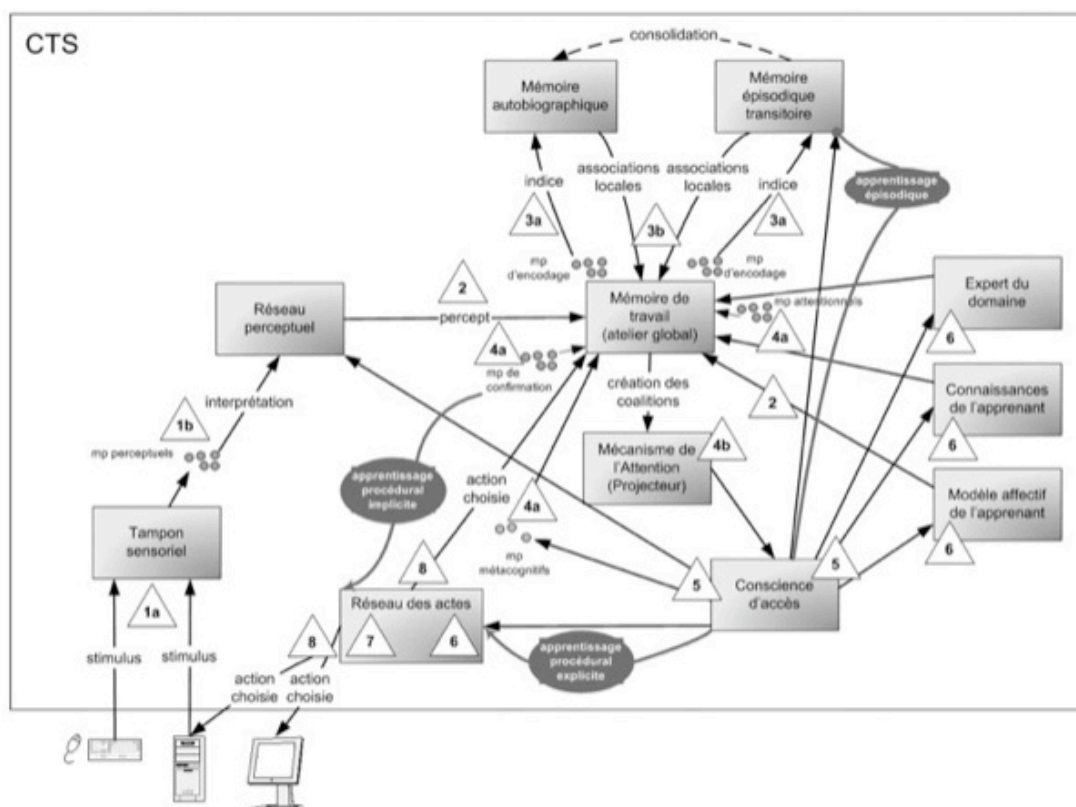 CTS
consolidation
Mémoire
autobiographique
Mémoire
épisodique
transitoire
indice
associations
locales
associations
locales
indice
apprentissage
épisodique
3a
3b
3a
mp
d'encodage
mp
d'encodage
Réseau
perceptuel
2
percept
Mémoire de
travail
(atelier global)
mp attentionnels
Expert du
domaine
6
4a
mp de
confirmation
4a
1b
interprétation
mp perceptuels
création des
coalitions
2
Connaissances
de l'apprenant
6
Mécanisme de
l'Attention
(Projecteur)
4b
apprentissage
procédural
implicite
action
choisie
4a
mp
métacognitifs
Modèle affectif
de l'apprenant
6
Tampon
sensoriel
1a
8
5
Conscience
d'accès
5
Réseau des actes
7
6
8
apprentissage
procédural
explicite
stimulus
stimulus
action
choisie
action
choisie